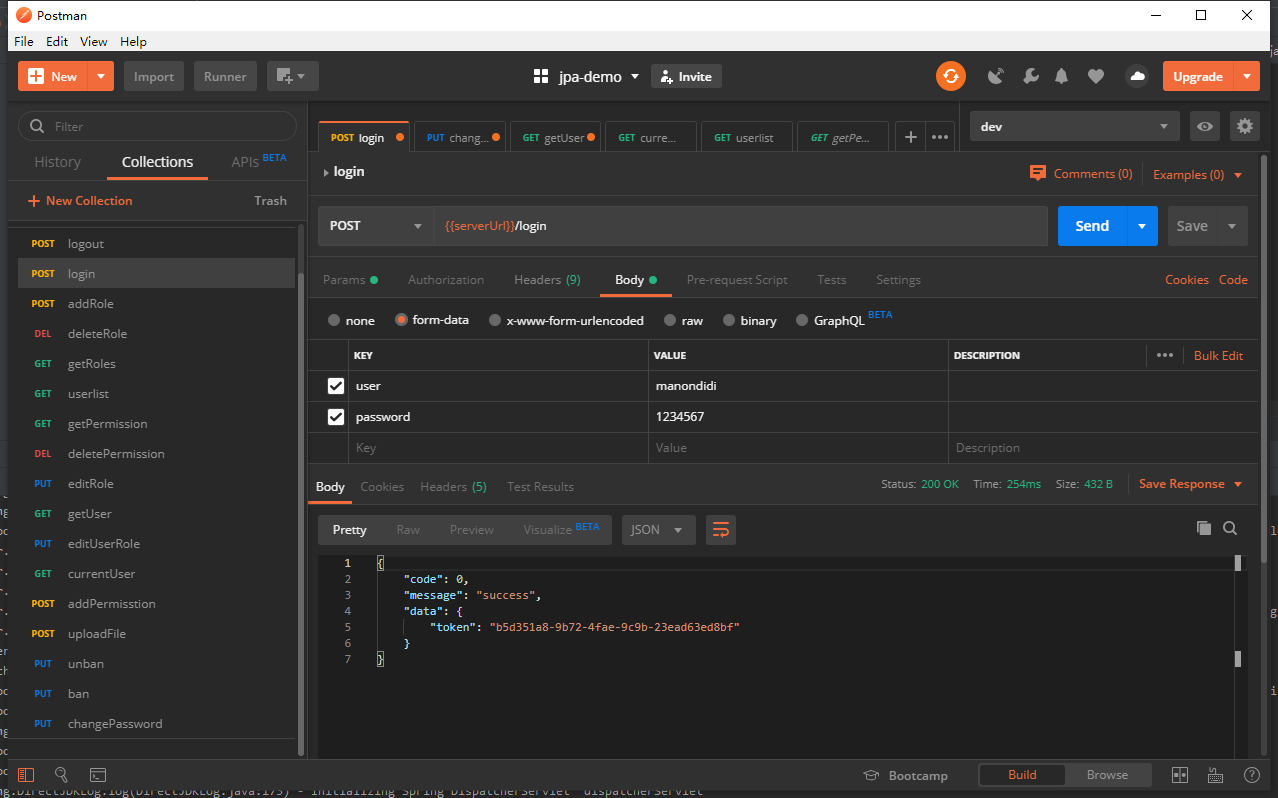 Postman
File Edit View Help
New Import Runner jpa-demo Invite Upgrade
Filter
History Collections APIs BETA
New Collection Trash
POST logout
POST login
POST addRole
DEL deleteRole
GET getRoles
GET userlist
GET getPermission
DEL deletePermission
PUT editRole
GET getUser
PUT editUserRole
GET currentUser
POST addPermisstion
POST uploadFile
PUT unban
PUT ban
PUT changePassword
POST login PUT chang... GET getUser GET curre... GET userlist GET getPe... dev
login Comments (0) Examples (0)
POST {{serverUrl}}/login Send Save
Params Authorization Headers (9) Body Pre-request Script Tests Settings Cookies Code
none form-data x-www-form-urlencoded raw binary GraphQL BETA
KEY VALUE DESCRIPTION Bulk Edit
user manondidi
password 1234567
Key Value Description
Body Cookies Headers (5) Test Results Status: 200 OK Time: 254ms Size: 432 B Save Response
Pretty Raw Preview Visualize BETA JSON
1 {
2 "code": 0,
3 "message": "success",
4 "data": {
5 "token": "b5d351a8-9b72-4fae-9c9b-23ead63ed8bf"
6 }
7 }
Bootcamp Build Browse